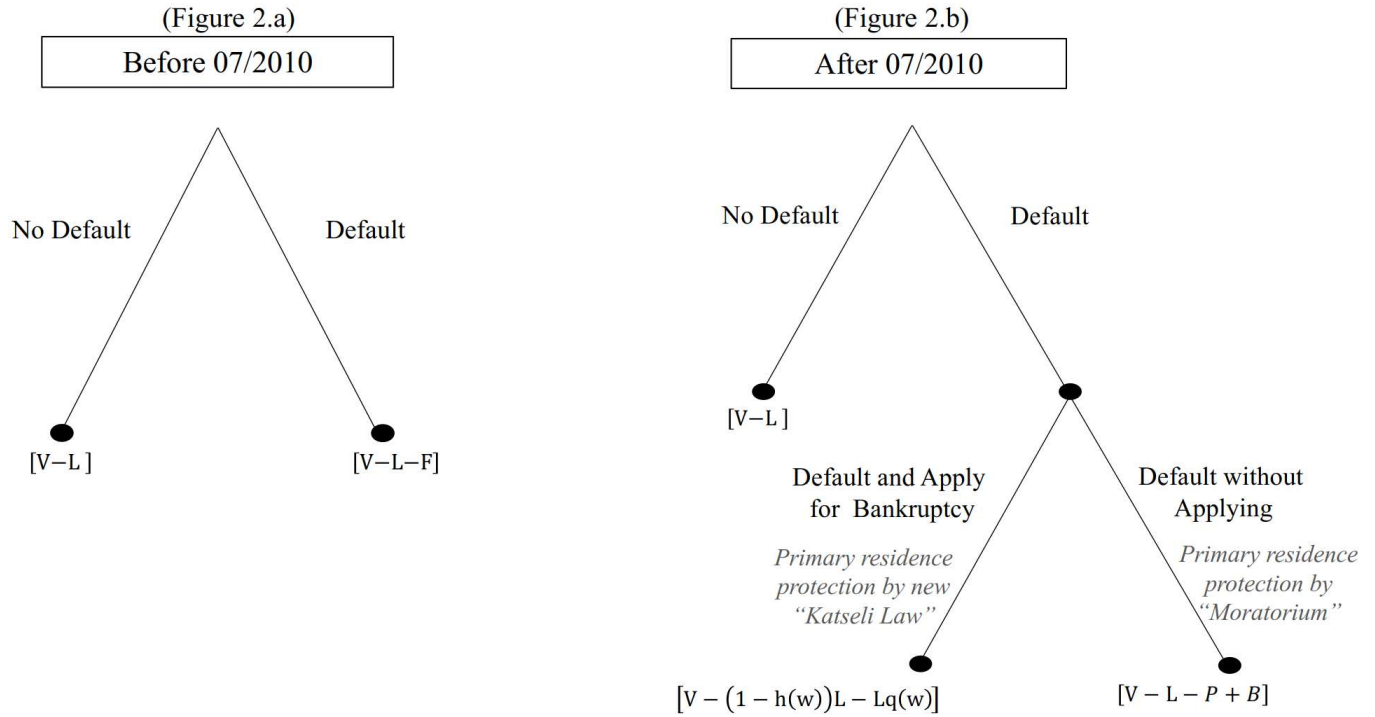 (Figure 2.a)
Before 07/2010
No Default
Default
[V−L ]
[V−L−F]
(Figure 2.b)
After 07/2010
No Default
Default
[V−L ]
Default and Apply
for Bankruptcy
Primary residence
protection by new
“Katseli Law”
Default without
Applying
Primary residence
protection by
“Moratorium”
[V − (1 − h(w))L − Lq(w)]
[V − L − P + B]